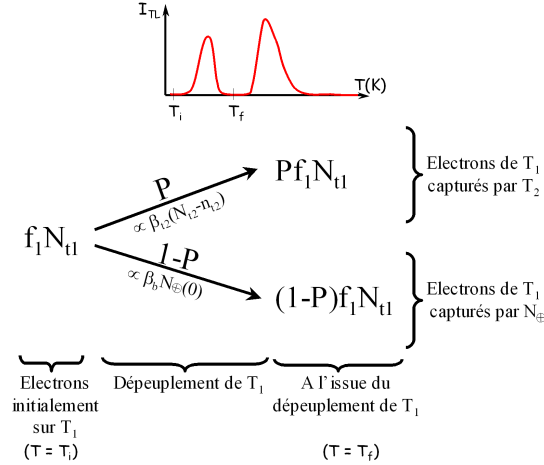 I_TL
T(K)
T_i
T_f
P
∝ β_t2(N_t2-n_t2)
Pf_1N_t1
Electrons de T_1
capturés par T_2
f_1N_t1
1-P
∝ β_bN_⊕(0)
(1-P)f_1N_t1
Electrons de T_1
capturés par N_⊕
Electrons
initialement
sur T_1
(T = T_i)
Dépeuplement de T_1
A l'issue du
dépeuplement de T_1
(T = T_f)